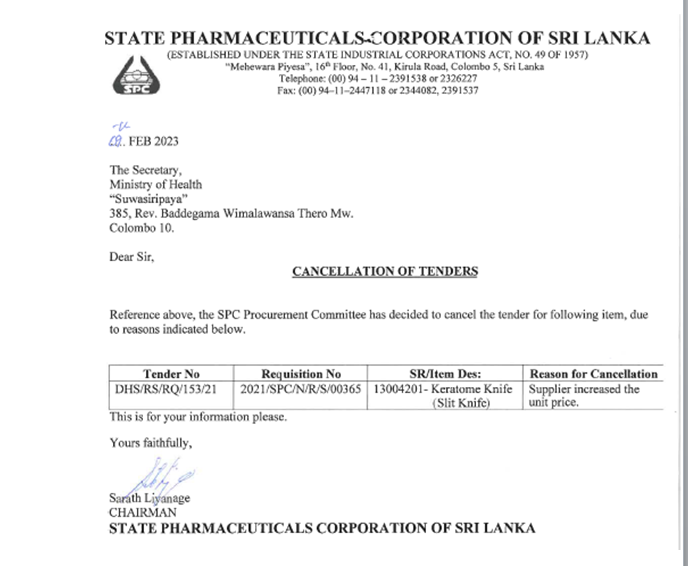 STATE PHARMACEUTICALS CORPORATION OF SRI LANKA
(ESTABLISHED UNDER THE STATE INDUSTRIAL CORPORATIONS ACT, NO. 49 OF 1957)
"Mehewara Piyesa", 16th Floor, No. 41, Kirula Road, Colombo 5, Sri Lanka
Telephone: (00) 94 – 11 – 2391538 or 2326227
Fax: (00) 94–11–2447118 or 2344082, 2391537
SPC
FEB 2023
The Secretary,
Ministry of Health
"Suwasiripaya"
385, Rev. Baddegama Wimalawansa Thero Mw.
Colombo 10.
Dear Sir,
CANCELLATION OF TENDERS
Reference above, the SPC Procurement Committee has decided to cancel the tender for following item, due
to reasons indicated below.
Tender No Requisition No SR/Item Des: Reason for Cancellation
DHS/RS/RQ/153/21 2021/SPC/N/R/S/00365 13004201- Keratome Knife Supplier increased the
(Slit Knife) unit price.
This is for your information please.
Yours faithfully,
Sarath Liyanage
CHAIRMAN
STATE PHARMACEUTICALS CORPORATION OF SRI LANKA